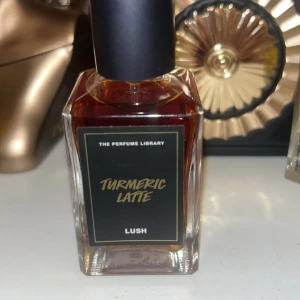 THE PERFUME LIBRARY
TURMERIC
LATTE
LUSH